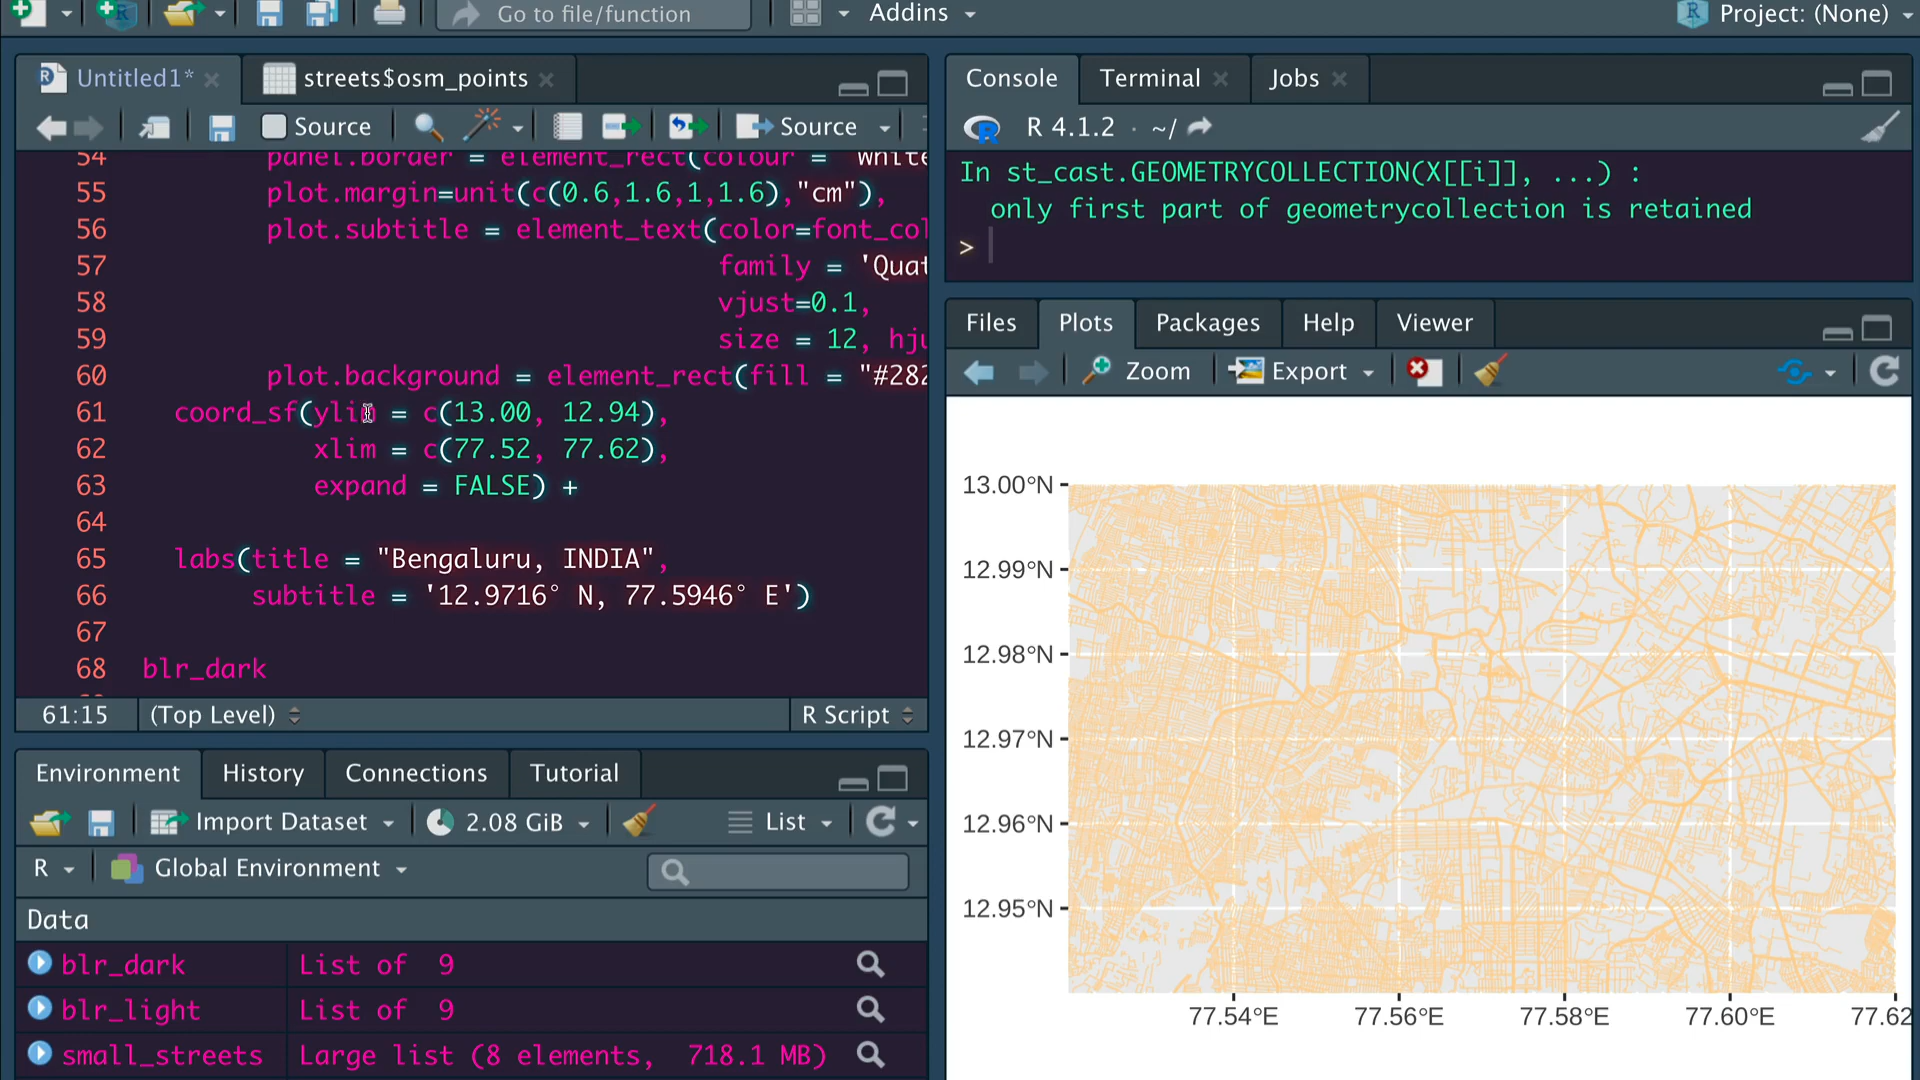 Go to file/function
Addins
Project: (None)
Untitled1*
streets$osm_points
Source
Source
54 panel.border = element_rect(colour = "white
55 plot.margin=unit(c(0.6,1.6,1,1.6),"cm"),
56 plot.subtitle = element_text(color=font_col
57 family = 'Quat
58 vjust=0.1,
59 size = 12, hju
60 plot.background = element_rect(fill = "#282
61 coord_sf(ylim = c(13.00, 12.94),
62 xlim = c(77.52, 77.62),
63 expand = FALSE) +
64
65 labs(title = "Bengaluru, INDIA",
66 subtitle = '12.9716° N, 77.5946° E')
67
68 blr_dark
61:15 (Top Level) R Script
Environment History Connections Tutorial
Import Dataset 2.08 GiB List
R Global Environment
Data
blr_dark List of 9
blr_light List of 9
small_streets Large list (8 elements, 718.1 MB)
Console Terminal Jobs
R 4.1.2 · ~/
In st_cast.GEOMETRYCOLLECTION(X[[i]], ...) :
only first part of geometrycollection is retained
>
Files Plots Packages Help Viewer
Zoom Export
13.00°N
12.99°N
12.98°N
12.97°N
12.96°N
12.95°N
77.54°E 77.56°E 77.58°E 77.60°E 77.62